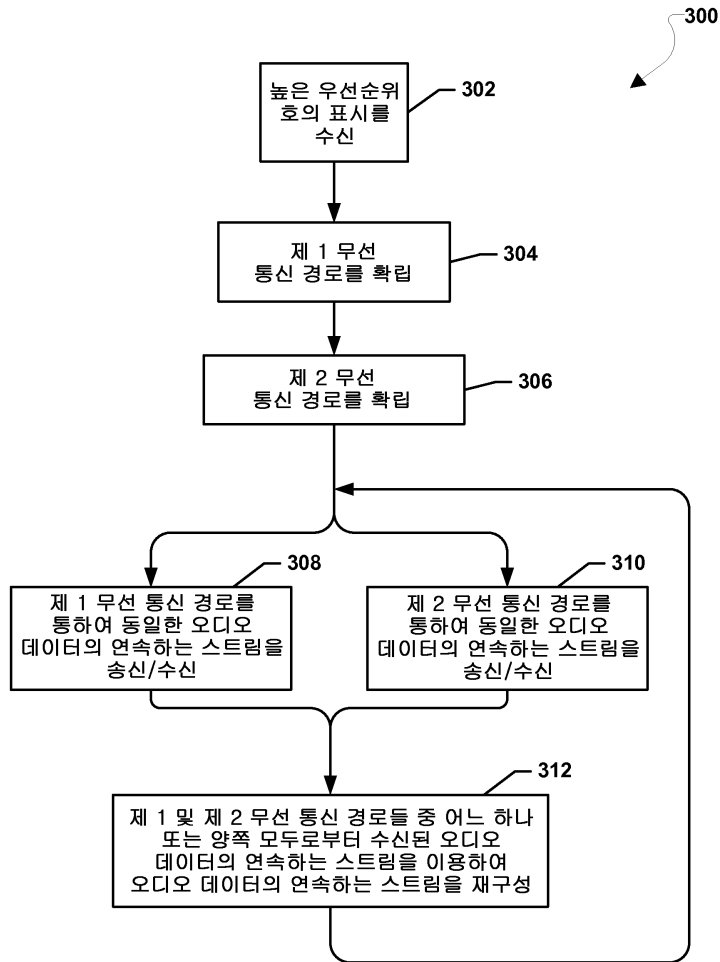 300
높은 우선순위
호의 표시를
수신
302
제 1 무선
통신 경로를 확립
304
제 2 무선
통신 경로를 확립
306
308
제 1 무선 통신 경로를
통하여 동일한 오디오
데이터의 연속하는 스트림을
송신/수신
310
제 2 무선 통신 경로를
통하여 동일한 오디오
데이터의 연속하는 스트림을
송신/수신
312
제 1 및 제 2 무선 통신 경로들 중 어느 하나
또는 양쪽 모두로부터 수신된 오디오
데이터의 연속하는 스트림을 이용하여
오디오 데이터의 연속하는 스트림을 재구성